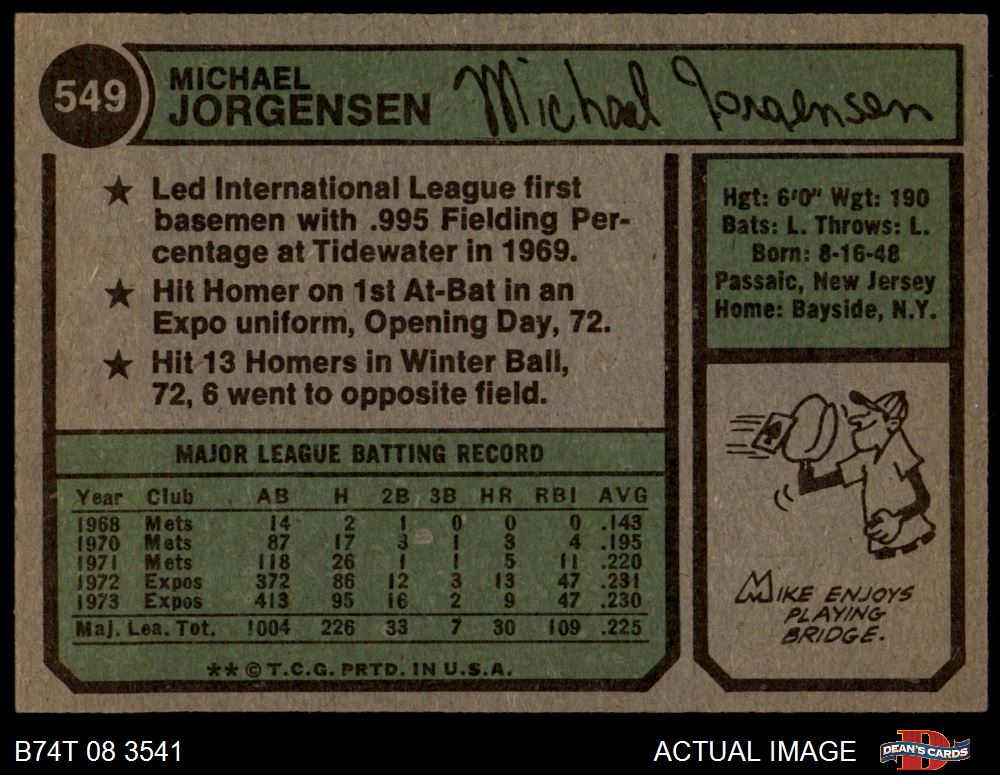 549
MICHAEL
JORGENSEN
Michael Jorgensen
★ Led International League first
basemen with .995 Fielding Per-
centage at Tidewater in 1969.
★ Hit Homer on 1st At-Bat in an
Expo uniform, Opening Day, 72.
★ Hit 13 Homers in Winter Ball,
72, 6 went to opposite field.
Hgt: 6'0" Wgt: 190
Bats: L. Throws: L.
Born: 8-16-48
Passaic, New Jersey
Home: Bayside, N.Y.
MAJOR LEAGUE BATTING RECORD
Year Club AB H 2B 3B HR RBI AVG
1968 Mets 14 2 1 0 0 0 .143
1970 Mets 87 17 3 1 3 4 .195
1971 Mets 118 26 1 1 5 11 .220
1972 Expos 372 86 12 3 13 47 .231
1973 Expos 413 95 16 2 9 47 .230
Maj. Lea. Tot. 1004 226 33 7 30 109 .225
** © T.C.G. PRTD. IN U.S.A.
MIKE ENJOYS
PLAYING
BRIDGE.
B74T 08 3541
ACTUAL IMAGE
DEAN'S CARDS